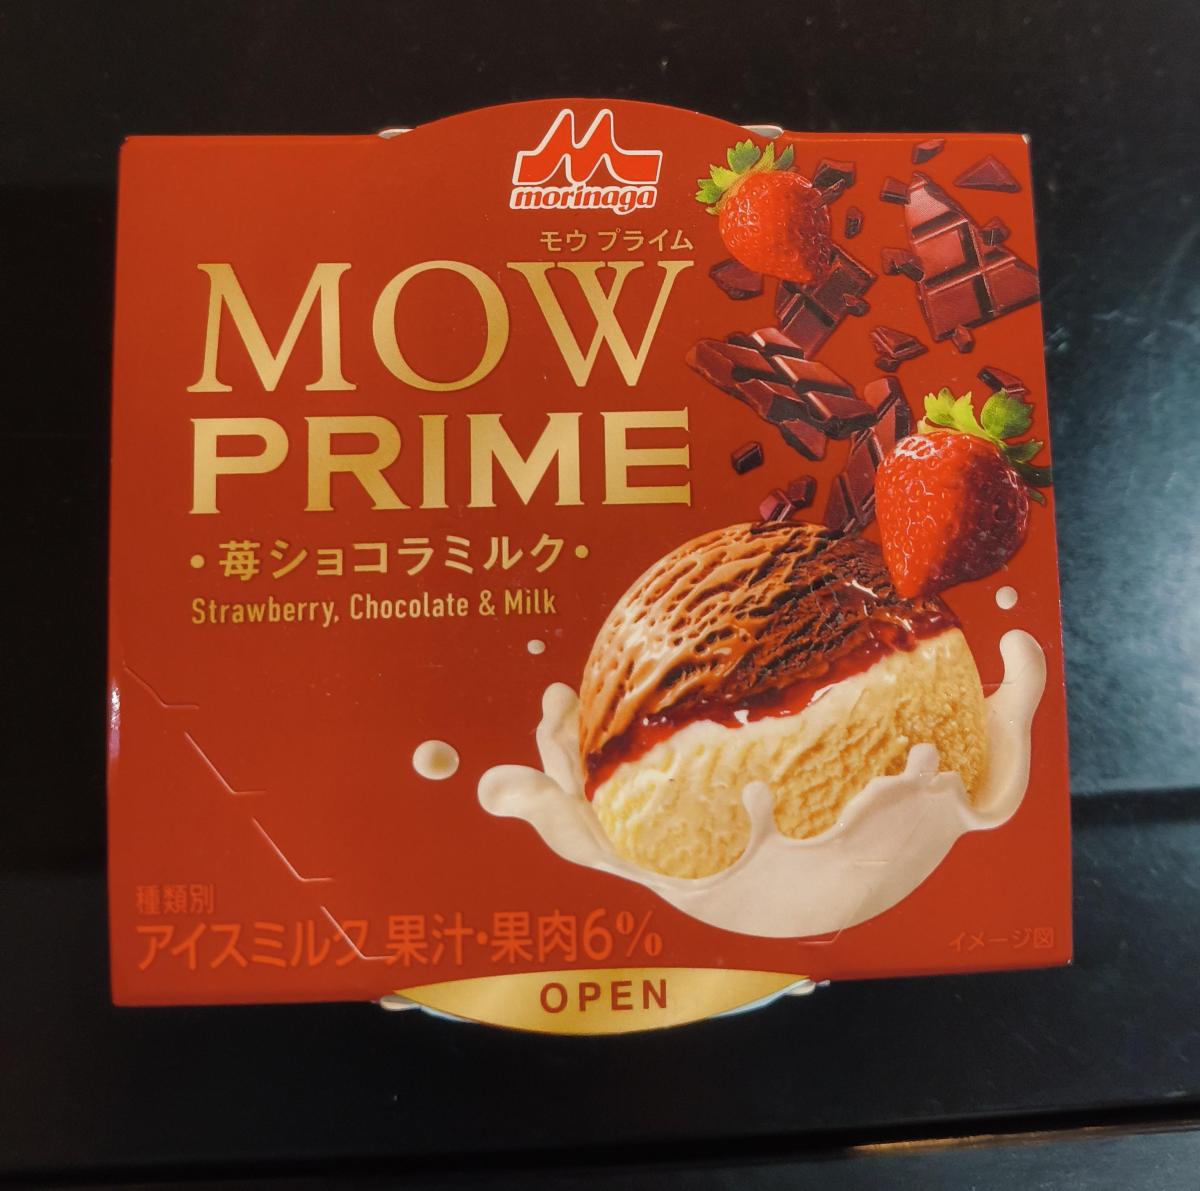 morinaga
モウ プライム
MOW
PRIME
・苺ショコラミルク・
Strawberry, Chocolate & Milk
種類別
アイスミルク 果汁・果肉6%
イメージ図
OPEN